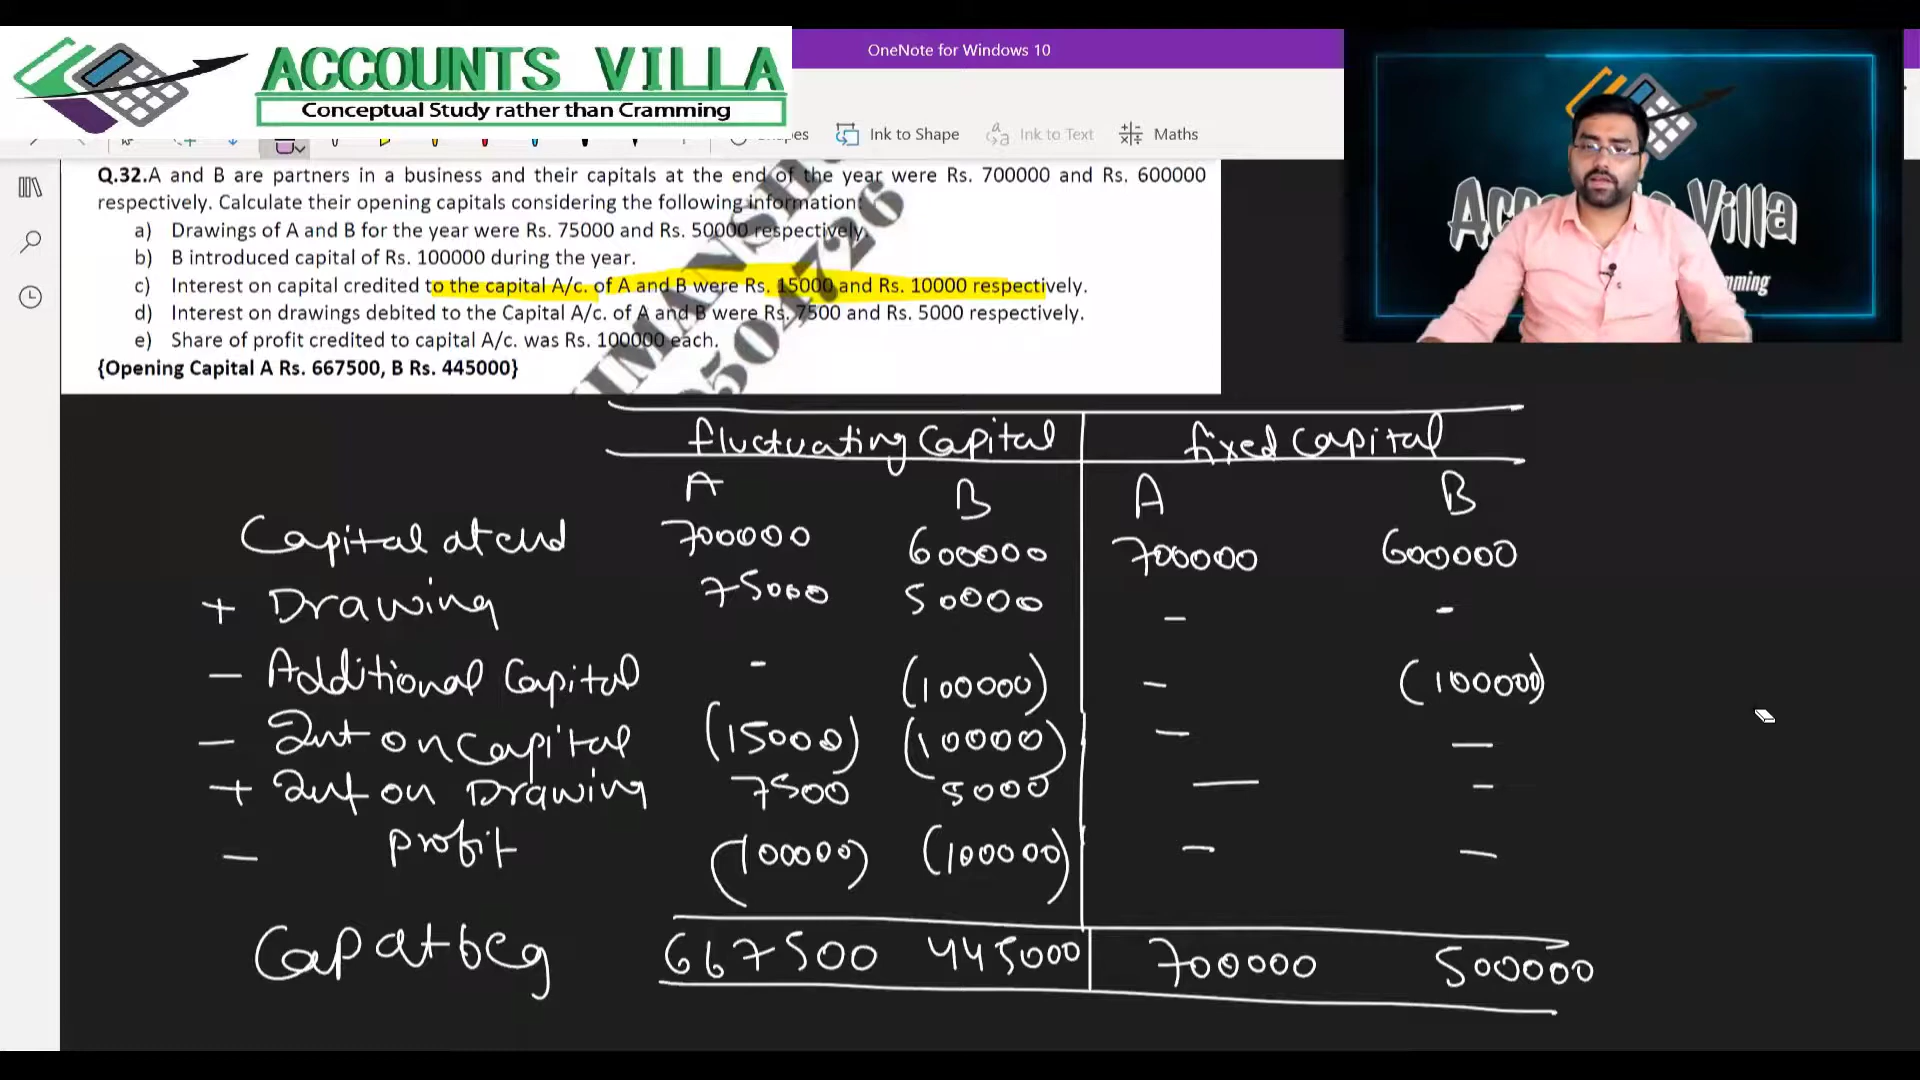 ACCOUNTS VILLA
Conceptual Study rather than Cramming
OneNote for Windows 10
Ink to Shape
Ink to Text
Maths
Q.32.A and B are partners in a business and their capitals at the end of the year were Rs. 700000 and Rs. 600000
respectively. Calculate their opening capitals considering the following information:
a) Drawings of A and B for the year were Rs. 75000 and Rs. 50000 respectively.
b) B introduced capital of Rs. 100000 during the year.
c) Interest on capital credited to the capital A/c. of A and B were Rs. 15000 and Rs. 10000 respectively.
d) Interest on drawings debited to the Capital A/c. of A and B were Rs. 7500 and Rs. 5000 respectively.
e) Share of profit credited to capital A/c. was Rs. 100000 each.
{Opening Capital A Rs. 667500, B Rs. 445000}
Villa
fluctuating Capital fixed Capital
A B A B
Capital at end 700000 600000 700000 600000
+ Drawing 75000 50000 - -
- Additional Capital - (100000) - (100000)
- Int on Capital (15000) (10000) - -
+ Int on Drawing 7500 5000 - -
- profit (100000) (100000) - -
Cap at beg 667500 445000 700000 500000